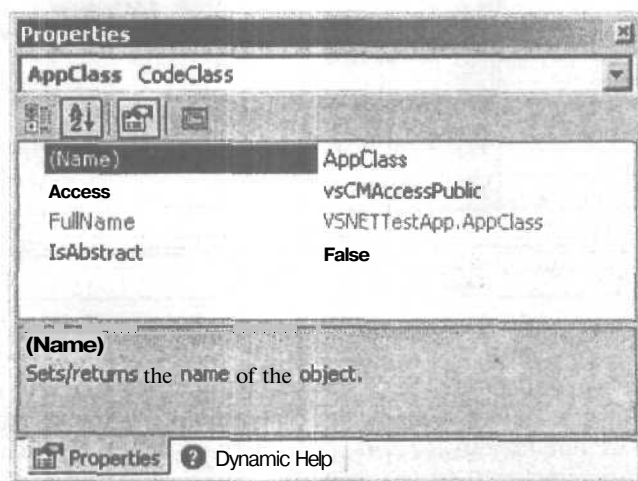 Properties
AppClass CodeClass
(Name) AppClass
Access vsCMAccessPublic
FullName VSNETTestApp.AppClass
IsAbstract False
(Name)
Sets/returns the name of the object.
Properties Dynamic Help